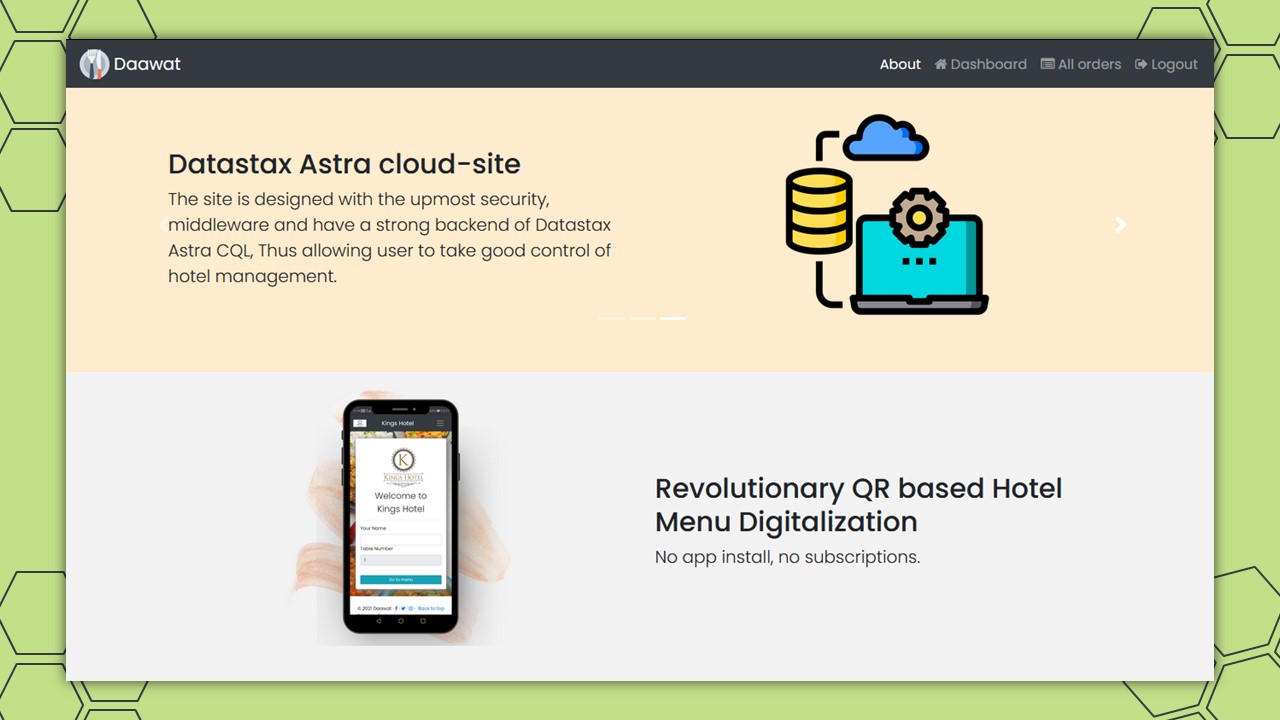 Daawat
About Dashboard All orders Logout
Datastax Astra cloud-site
The site is designed with the upmost security,
middleware and have a strong backend of Datastax
Astra CQL, Thus allowing user to take good control of
hotel management.
Kings Hotel
K
KINGS HOTEL
Welcome to
Kings Hotel
Your Name
Table Number
1
Go to menu
© 2021 Daawat · Back to top
Revolutionary QR based Hotel
Menu Digitalization
No app install, no subscriptions.